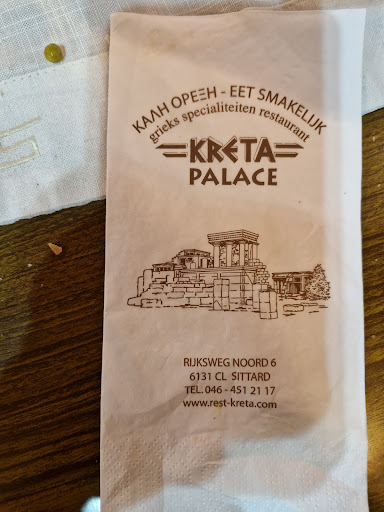 ΚΑΛΗ ΟΡΕΞΗ - EET SMAKELIJK
grieks specialiteiten restaurant
KRETA
PALACE
RIJKSWEG NOORD 6
6131 CL SITTARD
TEL. 046 - 451 21 17
www.rest-kreta.com